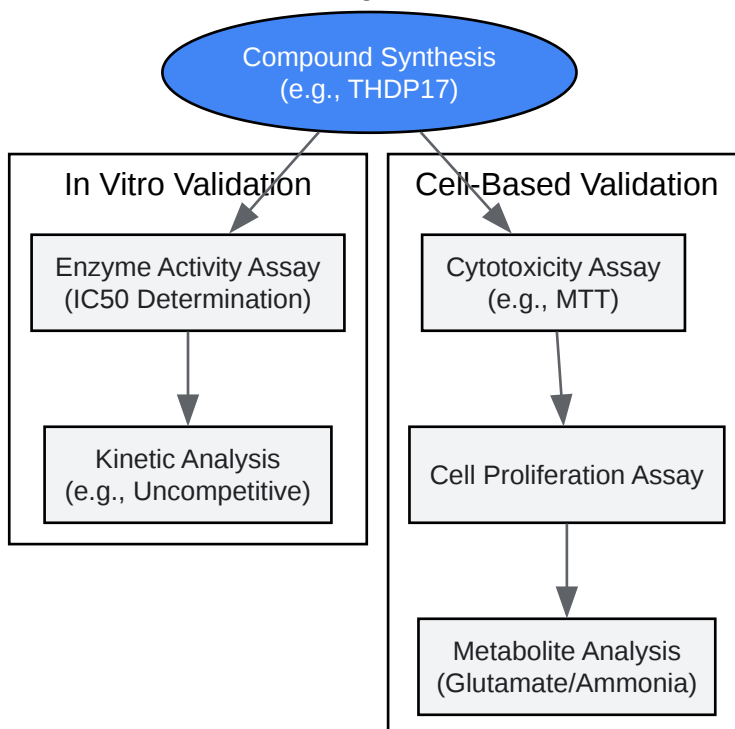 Compound Synthesis
(e.g., THDP17)
In Vitro Validation
Enzyme Activity Assay
(IC50 Determination)
Kinetic Analysis
(e.g., Uncompetitive)
Cell-Based Validation
Cytotoxicity Assay
(e.g., MTT)
Cell Proliferation Assay
Metabolite Analysis
(Glutamate/Ammonia)